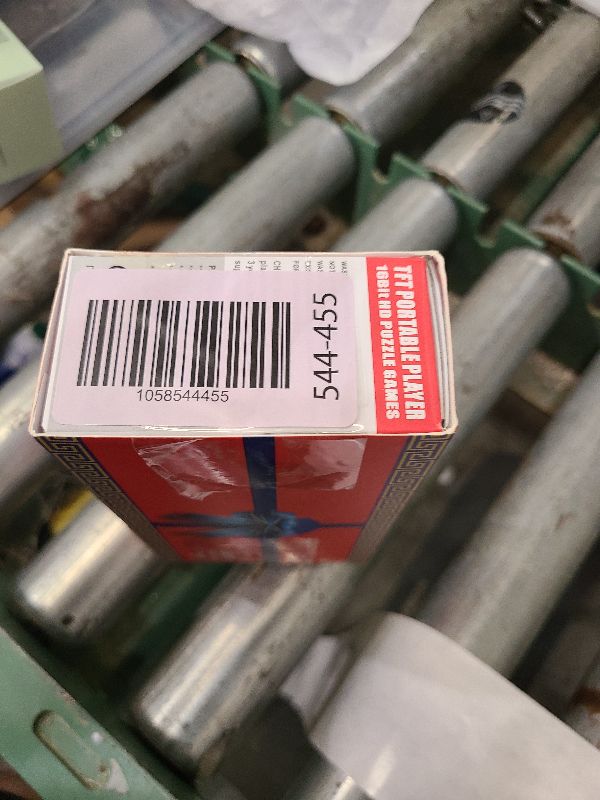 1058544455
544-455
TFT PORTABLE PLAYER
16Bit HD PUZZLE GAMES